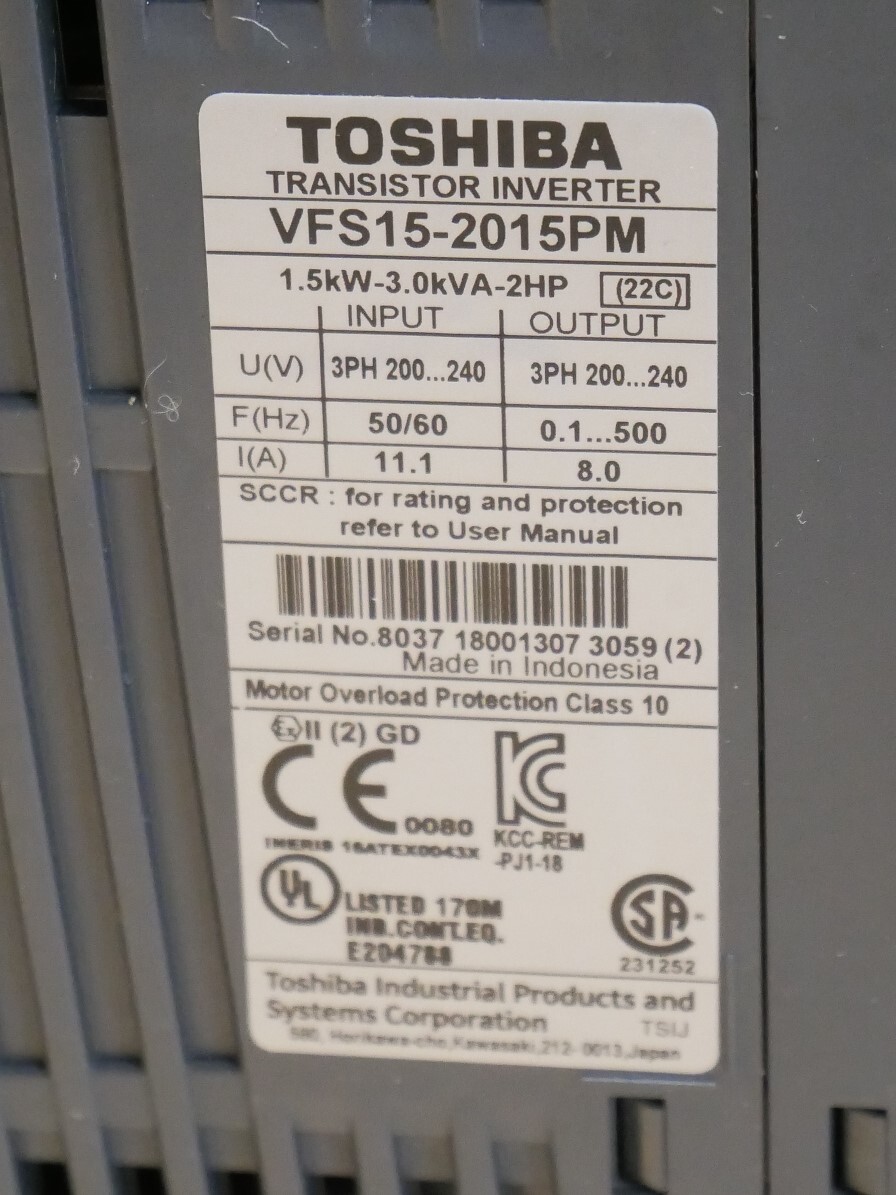 TOSHIBA
TRANSISTOR INVERTER
VFS15-2015PM
1.5kW-3.0kVA-2HP (22C)
INPUT OUTPUT
U(V) 3PH 200...240 3PH 200...240
F(Hz) 50/60 0.1...500
I(A) 11.1 8.0
SCCR : for rating and protection
refer to User Manual
Serial No.8037 18001307 3059 (2)
Made in Indonesia
Motor Overload Protection Class 10
Ex II (2) GD
CE 0080
KC
INERIS 16ATEX0043X
KCC-REM
-PJ1-18
UL LISTED 170M
IND.CONT.EQ.
E204788
SA
231252
Toshiba Industrial Products and
Systems Corporation TSIJ
580, Horikawa-cho,Kawasaki,212-0013,Japan